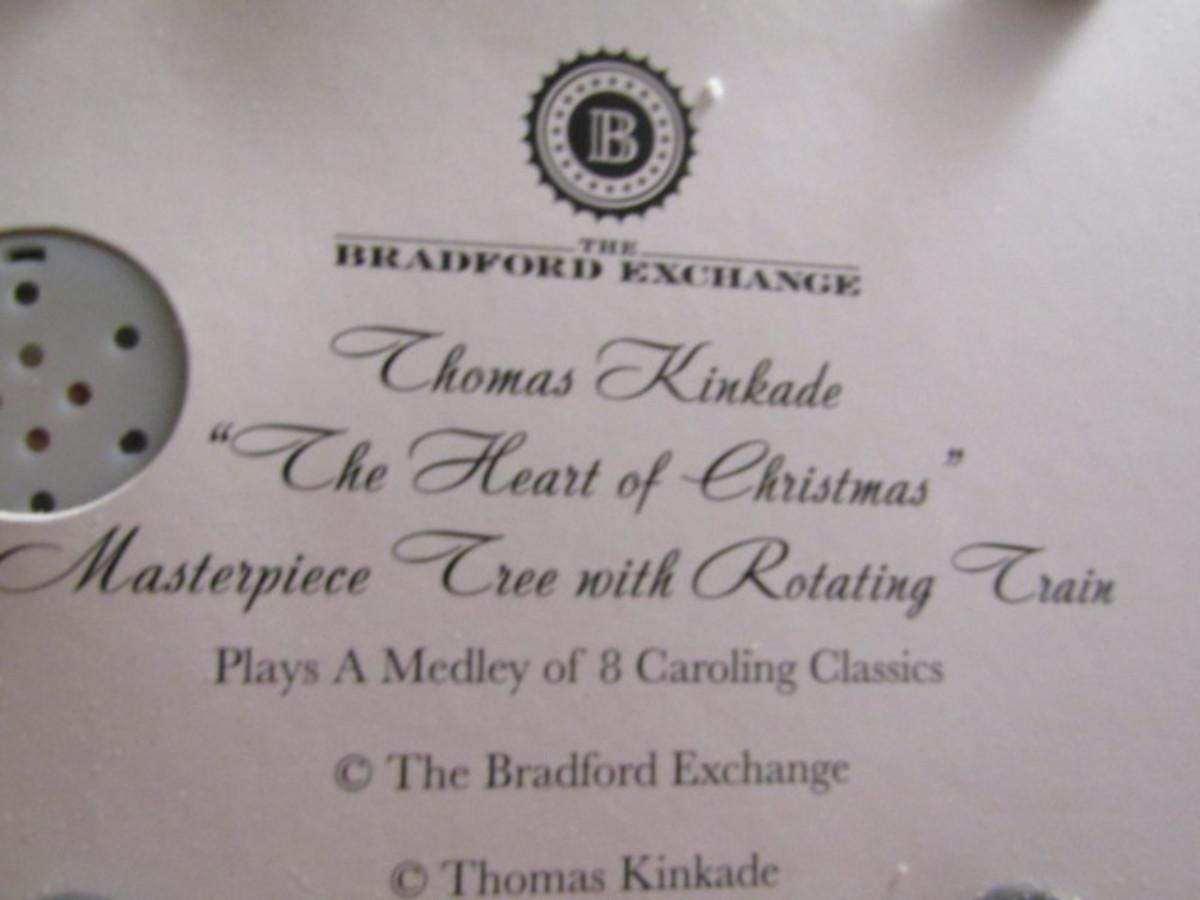 B
THE
BRADFORD EXCHANGE
Thomas Kinkade
“The Heart of Christmas”
Masterpiece Tree with Rotating Train
Plays A Medley of 8 Caroling Classics
© The Bradford Exchange
© Thomas Kinkade